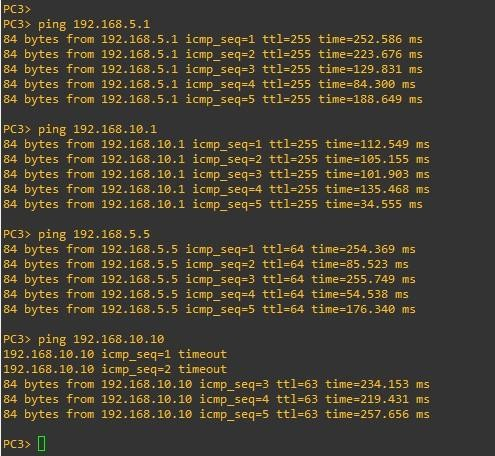 PC3>
PC3> ping 192.168.5.1
84 bytes from 192.168.5.1 icmp_seq=1 ttl=255 time=252.586 ms
84 bytes from 192.168.5.1 icmp_seq=2 ttl=255 time=223.676 ms
84 bytes from 192.168.5.1 icmp_seq=3 ttl=255 time=129.831 ms
84 bytes from 192.168.5.1 icmp_seq=4 ttl=255 time=84.300 ms
84 bytes from 192.168.5.1 icmp_seq=5 ttl=255 time=188.649 ms
PC3> ping 192.168.10.1
84 bytes from 192.168.10.1 icmp_seq=1 ttl=255 time=112.549 ms
84 bytes from 192.168.10.1 icmp_seq=2 ttl=255 time=105.155 ms
84 bytes from 192.168.10.1 icmp_seq=3 ttl=255 time=101.903 ms
84 bytes from 192.168.10.1 icmp_seq=4 ttl=255 time=135.468 ms
84 bytes from 192.168.10.1 icmp_seq=5 ttl=255 time=34.555 ms
PC3> ping 192.168.5.5
84 bytes from 192.168.5.5 icmp_seq=1 ttl=64 time=254.369 ms
84 bytes from 192.168.5.5 icmp_seq=2 ttl=64 time=85.523 ms
84 bytes from 192.168.5.5 icmp_seq=3 ttl=64 time=255.749 ms
84 bytes from 192.168.5.5 icmp_seq=4 ttl=64 time=54.538 ms
84 bytes from 192.168.5.5 icmp_seq=5 ttl=64 time=176.340 ms
PC3> ping 192.168.10.10
192.168.10.10 icmp_seq=1 timeout
192.168.10.10 icmp_seq=2 timeout
84 bytes from 192.168.10.10 icmp_seq=3 ttl=63 time=234.153 ms
84 bytes from 192.168.10.10 icmp_seq=4 ttl=63 time=219.431 ms
84 bytes from 192.168.10.10 icmp_seq=5 ttl=63 time=257.656 ms
PC3>